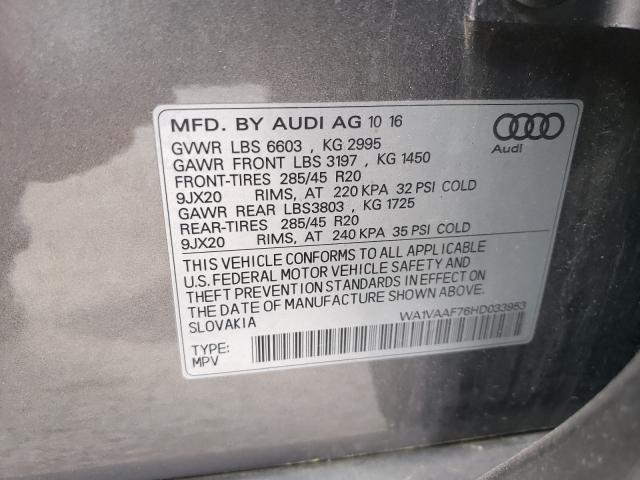 MFD. BY AUDI AG 10 16
GVWR LBS 6603 , KG 2995
GAWR FRONT LBS 3197 , KG 1450
FRONT-TIRES 285/45 R20
9JX20 RIMS, AT 220 KPA 32 PSI COLD
GAWR REAR LBS3803 , KG 1725
REAR-TIRES 285/45 R20
9JX20 RIMS, AT 240 KPA 35 PSI COLD
Audi
THIS VEHICLE CONFORMS TO ALL APPLICABLE
U.S. FEDERAL MOTOR VEHICLE SAFETY AND
THEFT PREVENTION STANDARDS IN EFFECT ON
THE DATE OF MANUFACTURE SHOWN ABOVE.
SLOVAKIA
WA1VAAF76HD033953
TYPE:
MPV